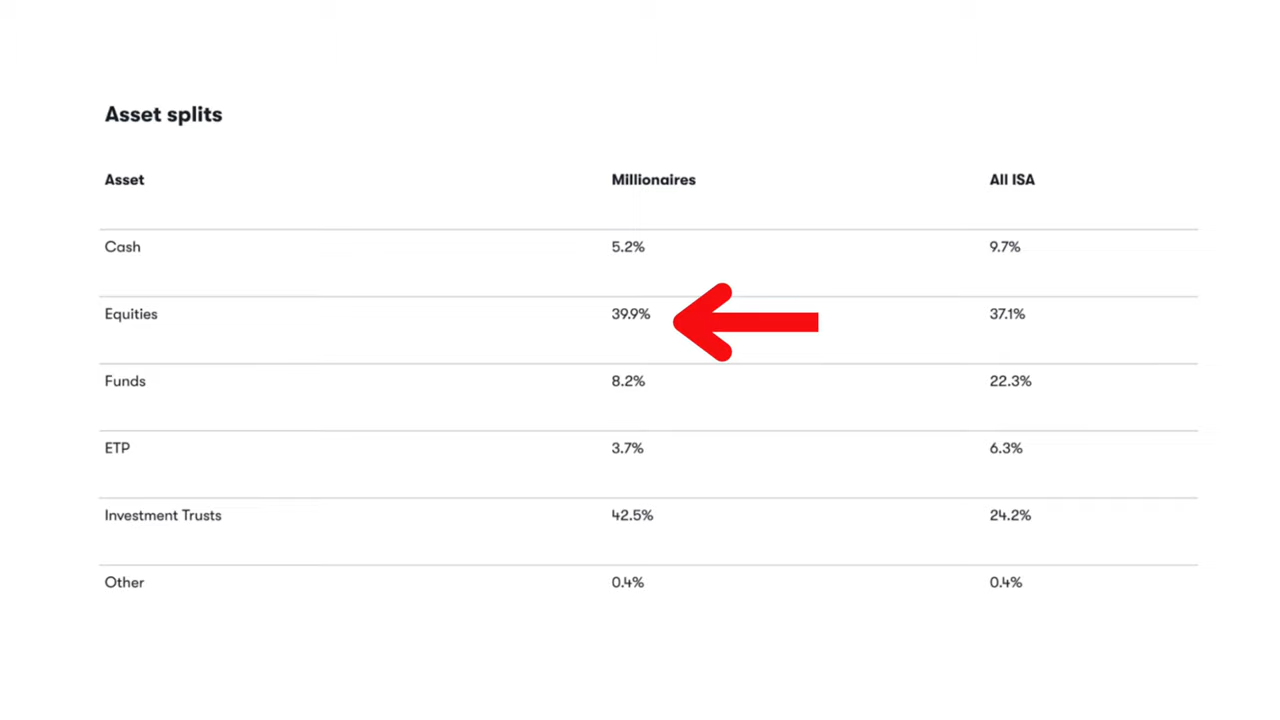 Asset splits
Asset Millionaires All ISA
Cash 5.2% 9.7%
Equities 39.9% 37.1%
Funds 8.2% 22.3%
ETP 3.7% 6.3%
Investment Trusts 42.5% 24.2%
Other 0.4% 0.4%